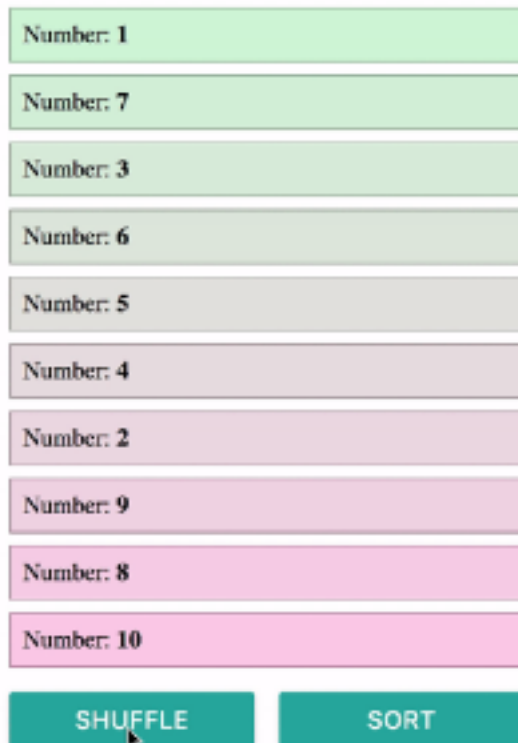 Number: 1
Number: 7
Number: 3
Number: 6
Number: 5
Number: 4
Number: 2
Number: 9
Number: 8
Number: 10
SHUFFLE SORT